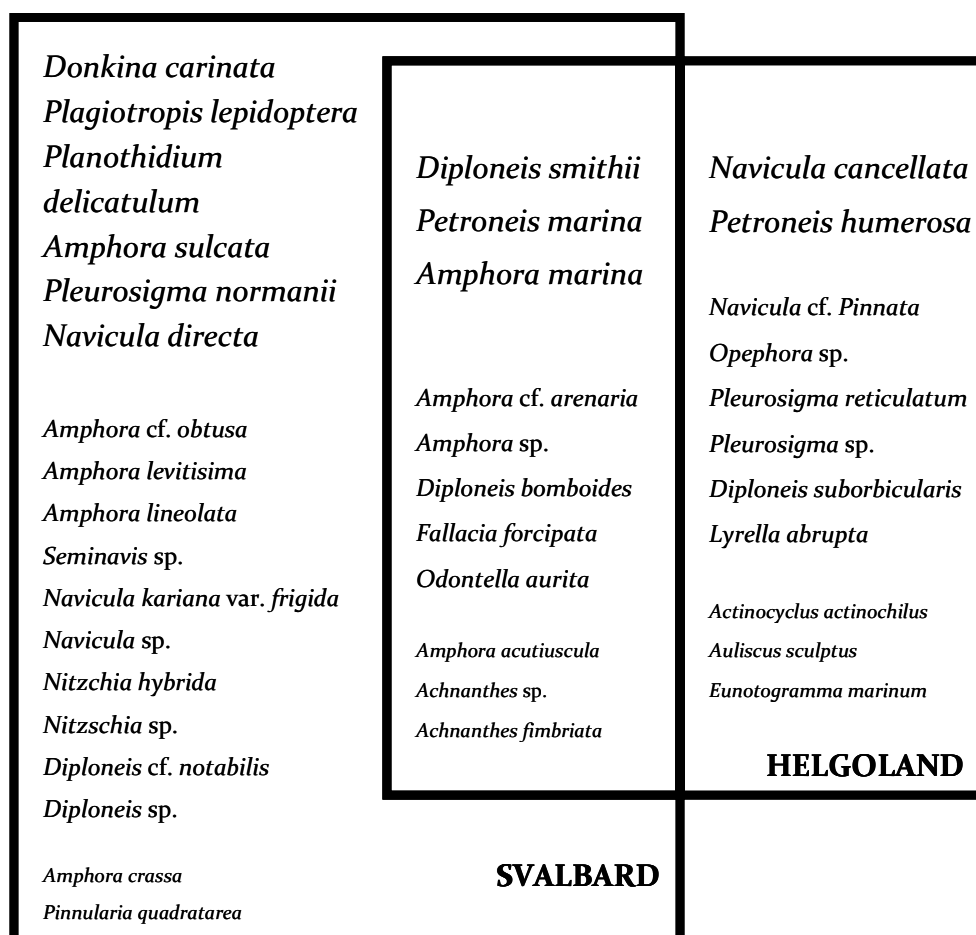 Donkina carinata
Plagiotropis lepidoptera
Planothidium
delicatulum
Amphora sulcata
Pleurosigma normanii
Navicula directa
Amphora cf. obtusa
Amphora levitisima
Amphora lineolata
Seminavis sp.
Navicula kariana var. frigida
Navicula sp.
Nitzchia hybrida
Nitzschia sp.
Diploneis cf. notabilis
Diploneis sp.
Amphora crassa
Pinnularia quadratarea
Diploneis smithii
Petroneis marina
Amphora marina
Amphora cf. arenaria
Amphora sp.
Diploneis bomboides
Fallacia forcipata
Odontella aurita
Amphora acutiuscula
Achnanthes sp.
Achnanthes fimbriata
SVALBARD
Navicula cancellata
Petroneis humerosa
Navicula cf. Pinnata
Opephora sp.
Pleurosigma reticulatum
Pleurosigma sp.
Diploneis suborbicularis
Lyrella abrupta
Actinocyclus actinochilus
Auliscus sculptus
Eunotogramma marinum
HELGOLAND